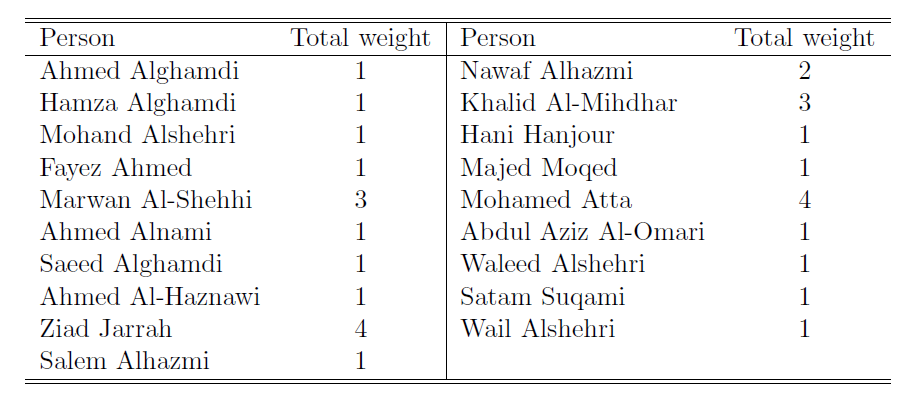 Person Total weight Person Total weight
Ahmed Alghamdi 1 Nawaf Alhazmi 2
Hamza Alghamdi 1 Khalid Al-Mihdhar 3
Mohand Alshehri 1 Hani Hanjour 1
Fayez Ahmed 1 Majed Moqed 1
Marwan Al-Shehhi 3 Mohamed Atta 4
Ahmed Alnami 1 Abdul Aziz Al-Omari 1
Saeed Alghamdi 1 Waleed Alshehri 1
Ahmed Al-Haznawi 1 Satam Suqami 1
Ziad Jarrah 4 Wail Alshehri 1
Salem Alhazmi 1